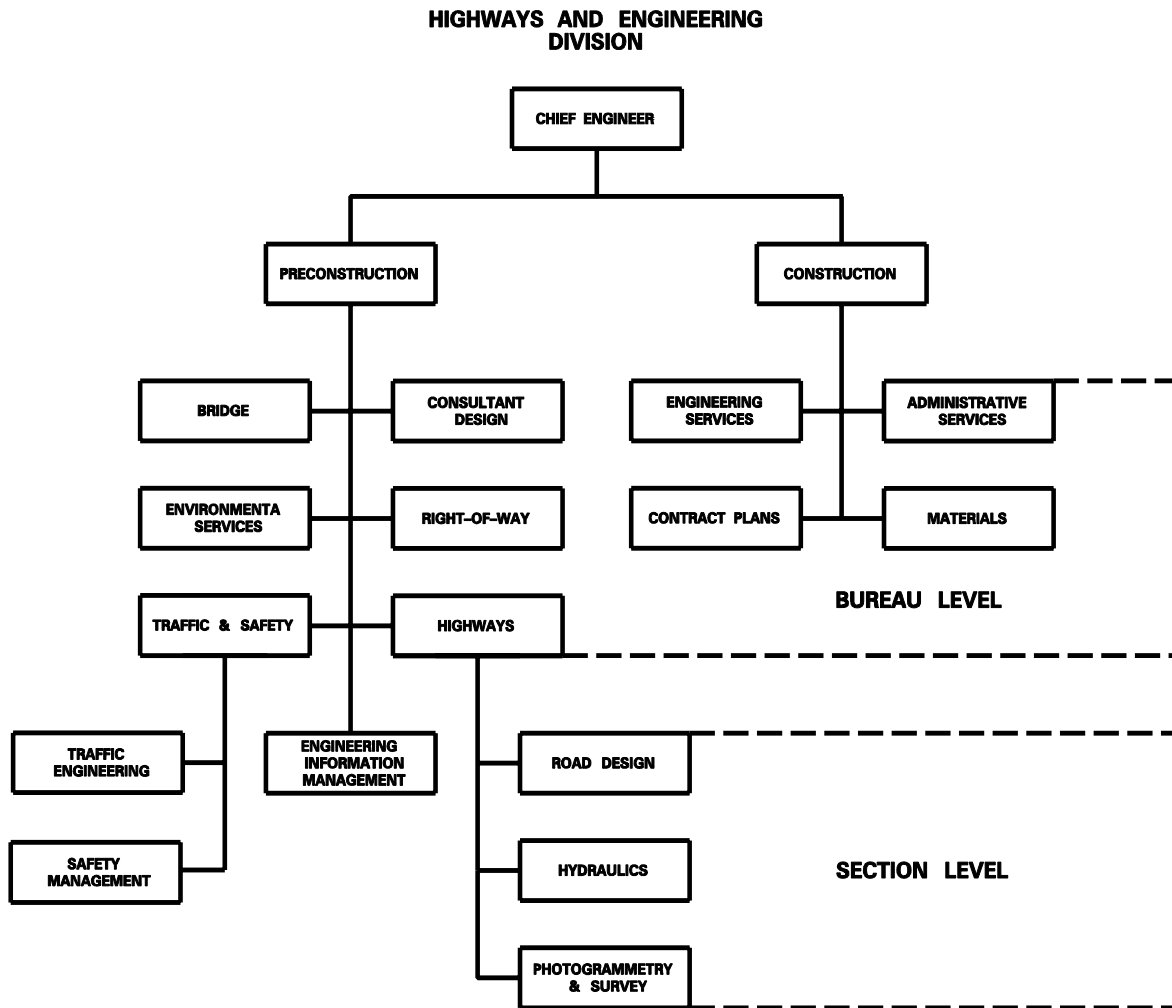 HIGHWAYS AND ENGINEERING
DIVISION
CHIEF ENGINEER
PRECONSTRUCTION
CONSTRUCTION
BRIDGE
CONSULTANT
DESIGN
ENGINEERING
SERVICES
ADMINISTRATIVE
SERVICES
ENVIRONMENTA
SERVICES
RIGHT-OF-WAY
CONTRACT PLANS
MATERIALS
TRAFFIC & SAFETY
HIGHWAYS
BUREAU LEVEL
TRAFFIC
ENGINEERING
ENGINEERING
INFORMATION
MANAGEMENT
ROAD DESIGN
SAFETY
MANAGEMENT
HYDRAULICS
SECTION LEVEL
PHOTOGRAMMETRY
& SURVEY